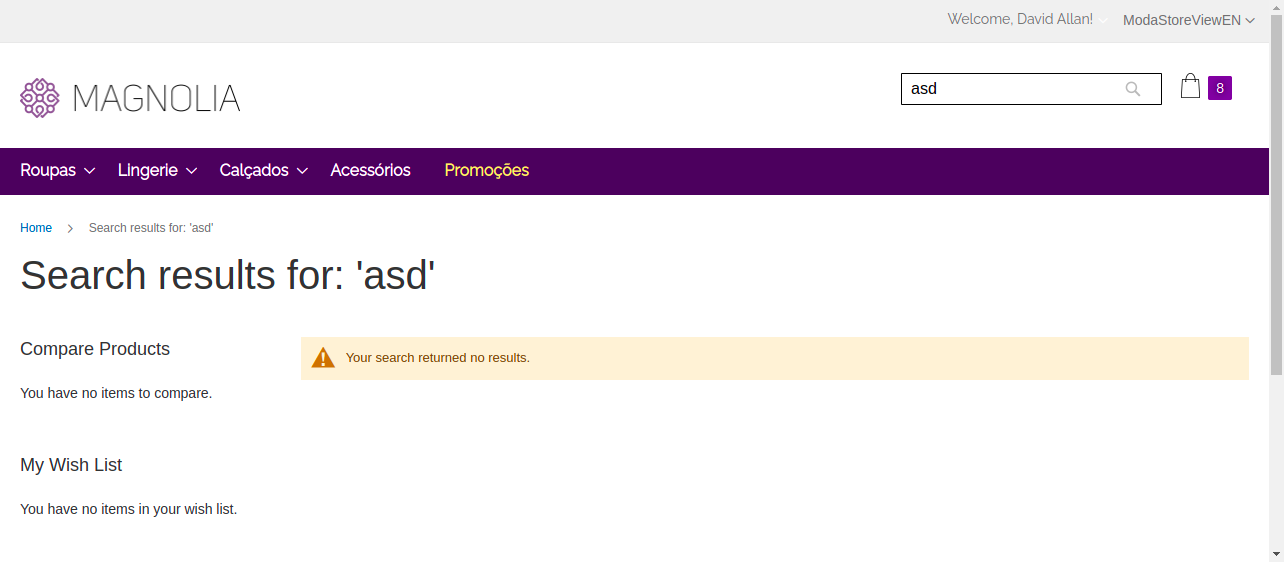 Welcome, David Allan! ModaStoreViewEN
MAGNOLIA
asd
8
Roupas Lingerie Calçados Acessórios Promoções
Home Search results for: 'asd'
Search results for: 'asd'
Compare Products
Your search returned no results.
You have no items to compare.
My Wish List
You have no items in your wish list.